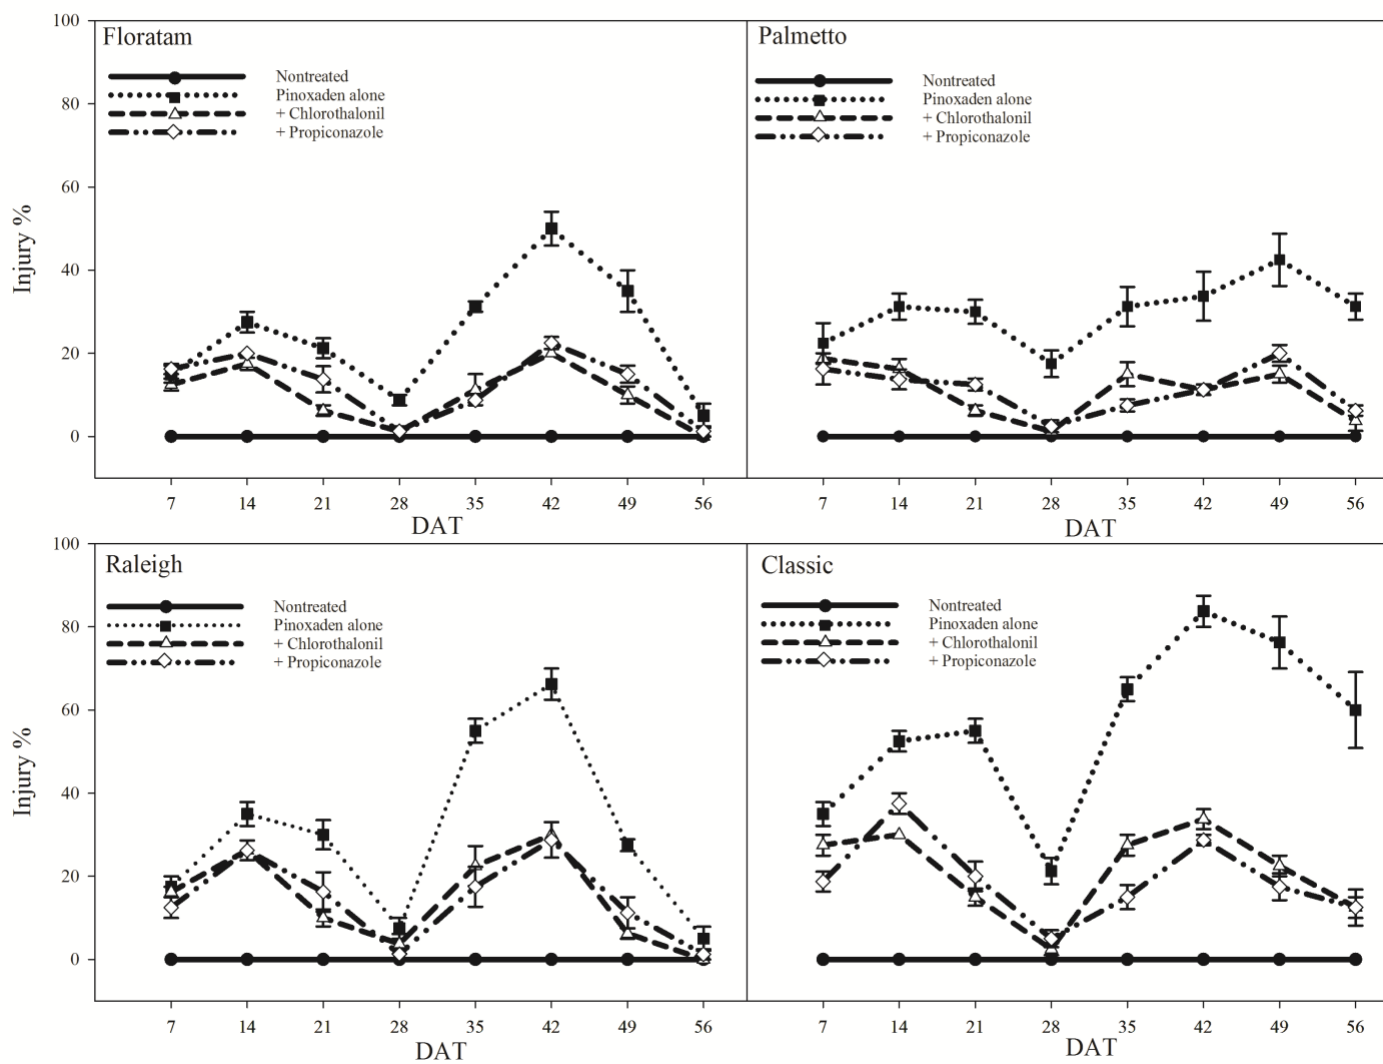 100
80
60
40
20
0
Injury %
Floratam
Nontreated
Pinoxaden alone
+ Chlorothalonil
+ Propiconazole
7 14 21 28 35 42 49 56
DAT
Palmetto
Nontreated
Pinoxaden alone
+ Chlorothalonil
+ Propiconazole
7 14 21 28 35 42 49 56
DAT
100
80
60
40
20
0
Injury %
Raleigh
Nontreated
Pinoxaden alone
+ Chlorothalonil
+ Propiconazole
7 14 21 28 35 42 49 56
DAT
Classic
Nontreated
Pinoxaden alone
+ Chlorothalonil
+ Propiconazole
7 14 21 28 35 42 49 56
DAT